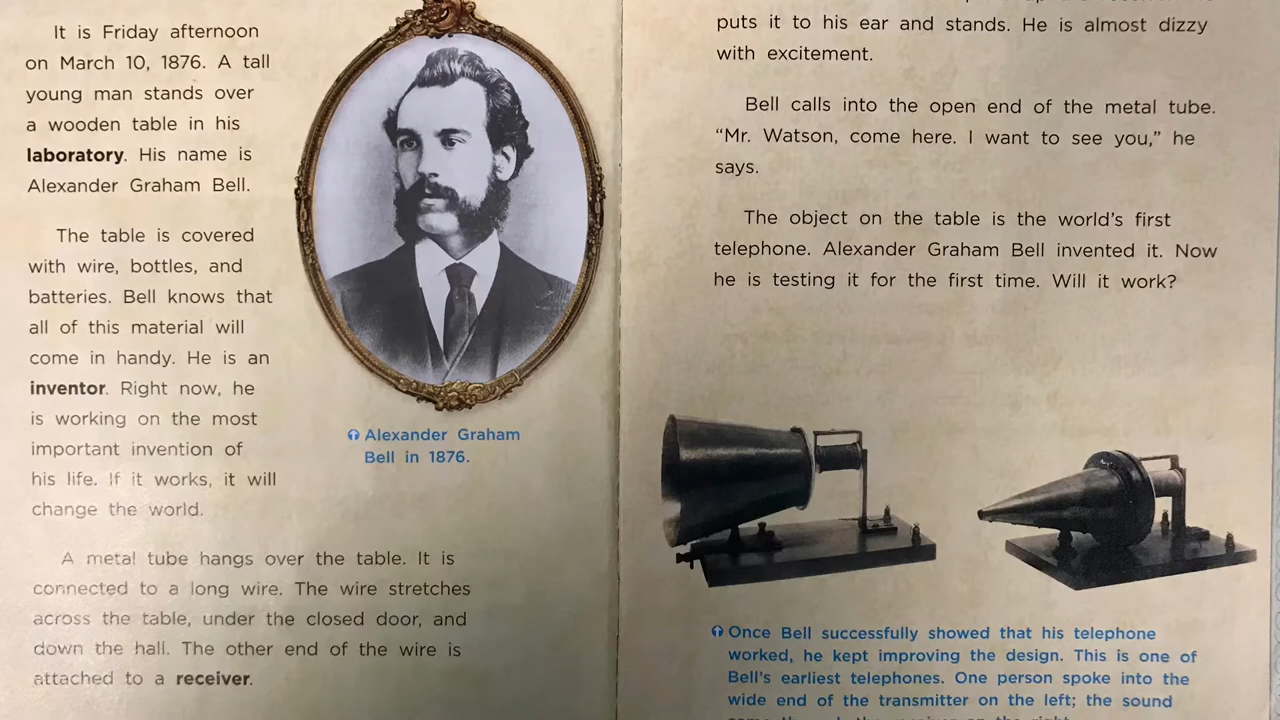 It is Friday afternoon
on March 10, 1876. A tall
young man stands over
a wooden table in his
laboratory. His name is
Alexander Graham Bell.
The table is covered
with wire, bottles, and
batteries. Bell knows that
all of this material will
come in handy. He is an
inventor. Right now, he
is working on the most
important invention of
his life. If it works, it will
change the world.
A metal tube hangs over the table. It is
connected to a long wire. The wire stretches
across the table, under the closed door, and
down the hall. The other end of the wire is
attached to a receiver.
Alexander Graham
Bell in 1876.
puts it to his ear and stands. He is almost dizzy
with excitement.
Bell calls into the open end of the metal tube.
“Mr. Watson, come here. I want to see you,” he
says.
The object on the table is the world’s first
telephone. Alexander Graham Bell invented it. Now
he is testing it for the first time. Will it work?
Once Bell successfully showed that his telephone
worked, he kept improving the design. This is one of
Bell’s earliest telephones. One person spoke into the
wide end of the transmitter on the left; the sound